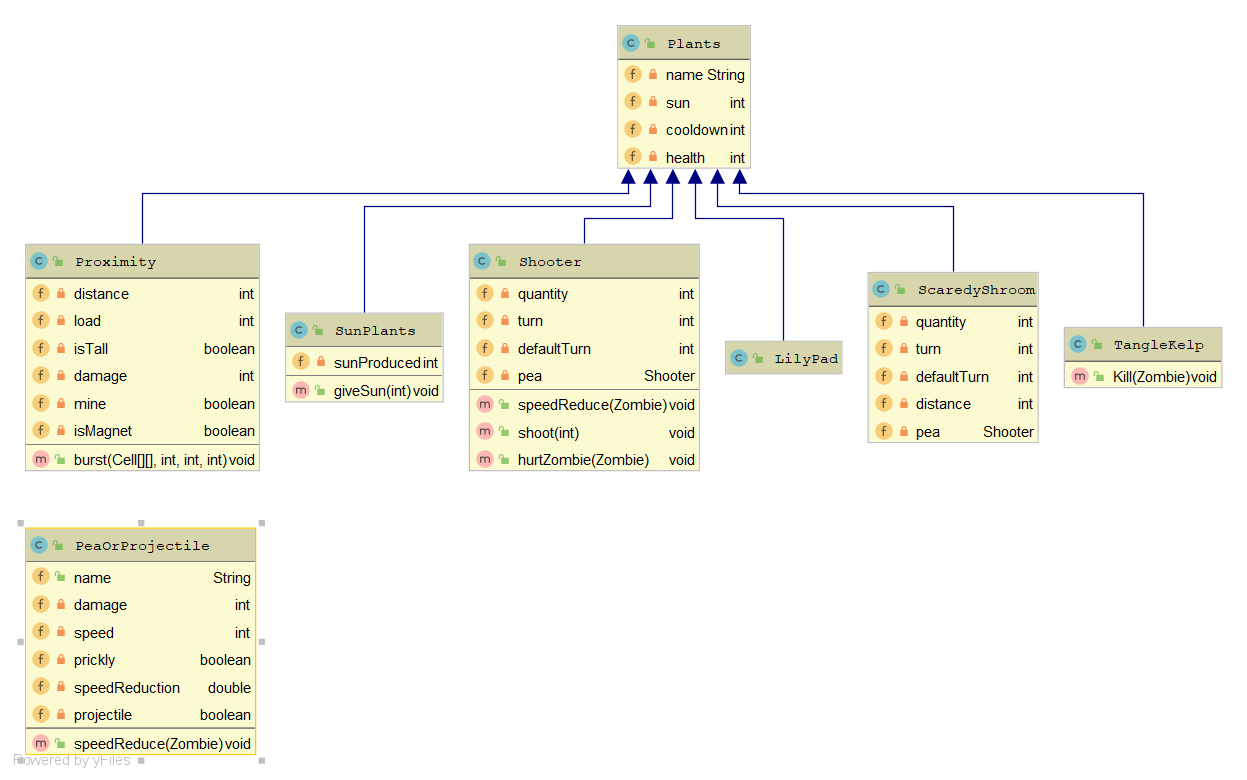 Plants
name String
sun int
cooldown int
health int
Proximity
distance int
load int
isTall boolean
damage int
mine boolean
isMagnet boolean
burst(Cell[][], int, int, int) void
SunPlants
sunProduced int
giveSun(int) void
Shooter
quantity int
turn int
defaultTurn int
pea Shooter
speedReduce(Zombie) void
shoot(int) void
hurtZombie(Zombie) void
LilyPad
ScaredyShroom
quantity int
turn int
defaultTurn int
distance int
pea Shooter
TangleKelp
Kill(Zombie) void
PeaOrProjectile
name String
damage int
speed int
prickly boolean
speedReduction double
projectile boolean
speedReduce(Zombie) void
Powered by yFiles